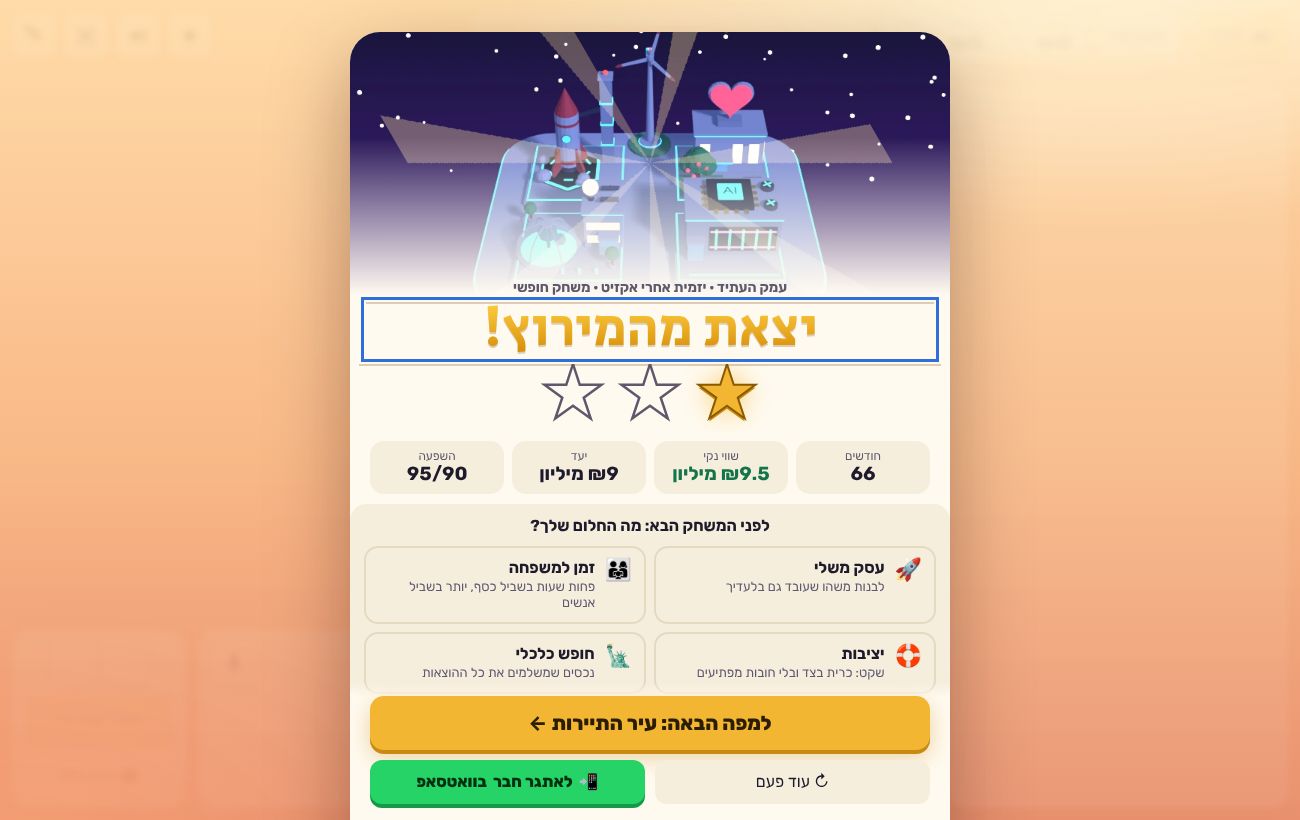 AI
עמק העתיד • יזמית אחרי אקזיט • משחק חופשי
יצאת מהמירוץ!
חודשים
66
שווי נקי
₪9.5 מיליון
יעד
₪9 מיליון
השפעה
95/90
לפני המשחק הבא: מה החלום שלך?
עסק משלי
לבנות משהו שעובד גם בלעדיך
זמן למשפחה
פחות שעות בשביל כסף, יותר בשביל
אנשים
יציבות
שקט: כרית בצד ובלי חובות מפתיעים
חופש כלכלי
נכסים שמשלמים את כל ההוצאות
למפה הבאה: עיר התיירות ←
↻ עוד פעם
לאתגר חבר בוואטסאפ